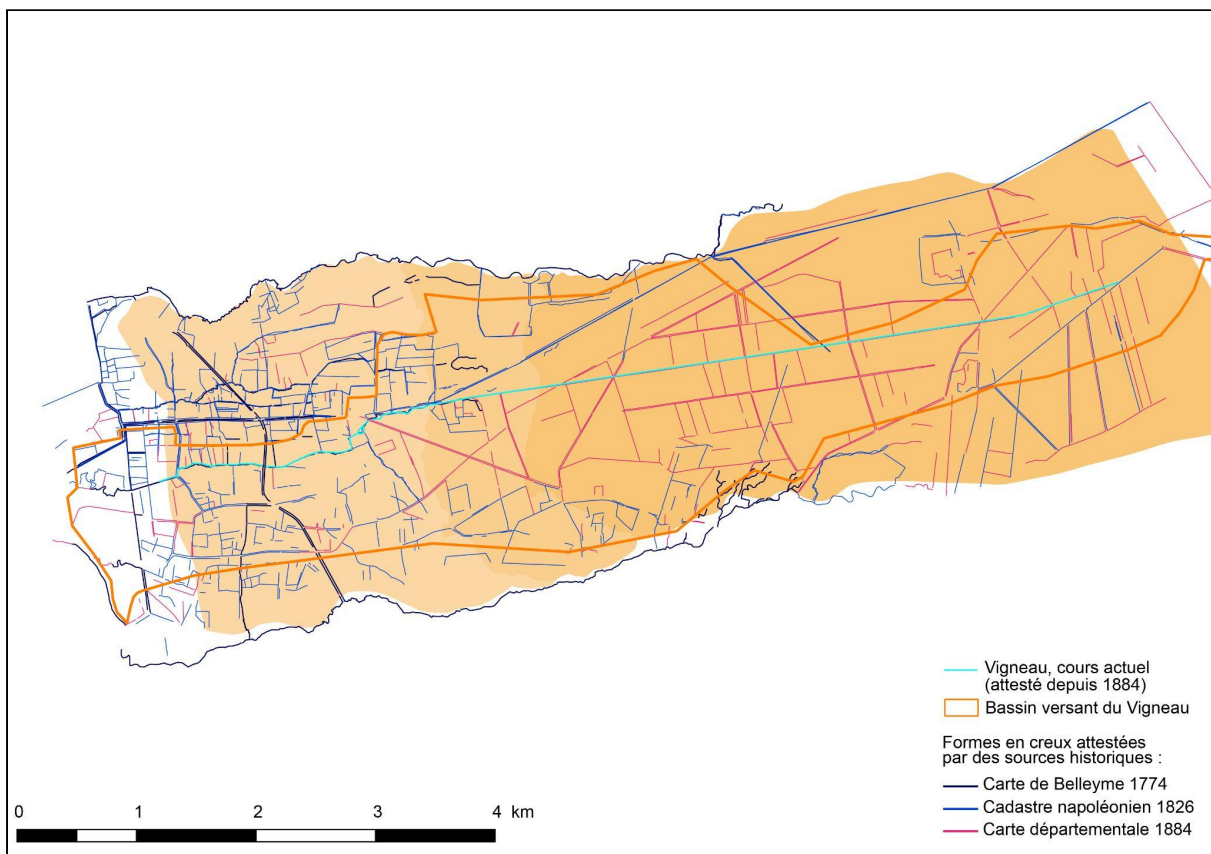 Vigneau, cours actuel
(attesté depuis 1884)
Bassin versant du Vigneau
Formes en creux attestées
par des sources historiques :
Carte de Belleyme 1774
Cadastre napoléonien 1826
Carte départementale 1884
0 1 2 3 4 km